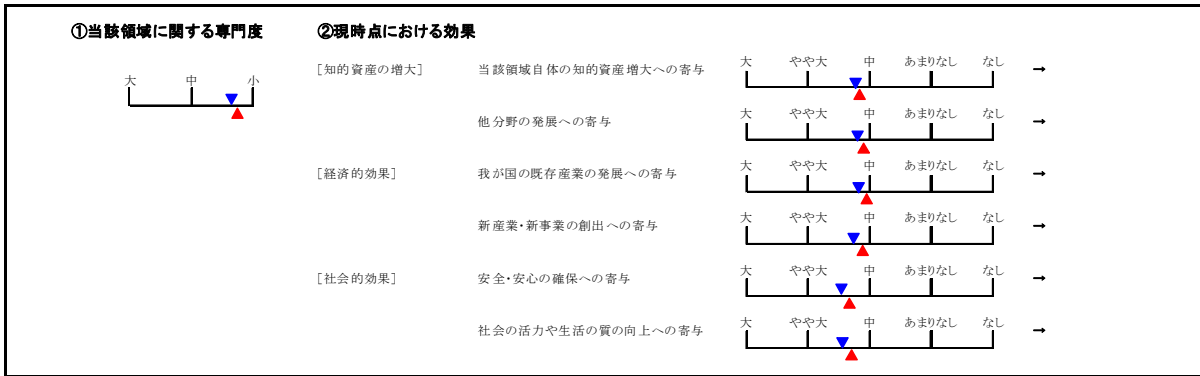 ①当該領域に関する専門度 ②現時点における効果
大 中 小
[知的資産の増大] 当該領域自体の知的資産増大への寄与 大 やや大 中 あまりなし なし →
他分野の発展への寄与 大 やや大 中 あまりなし なし →
[経済的効果] 我が国の既存産業の発展への寄与 大 やや大 中 あまりなし なし →
新産業・新事業の創出への寄与 大 やや大 中 あまりなし なし →
[社会的効果] 安全・安心の確保への寄与 大 やや大 中 あまりなし なし →
社会の活力や生活の質の向上への寄与 大 やや大 中 あまりなし なし →